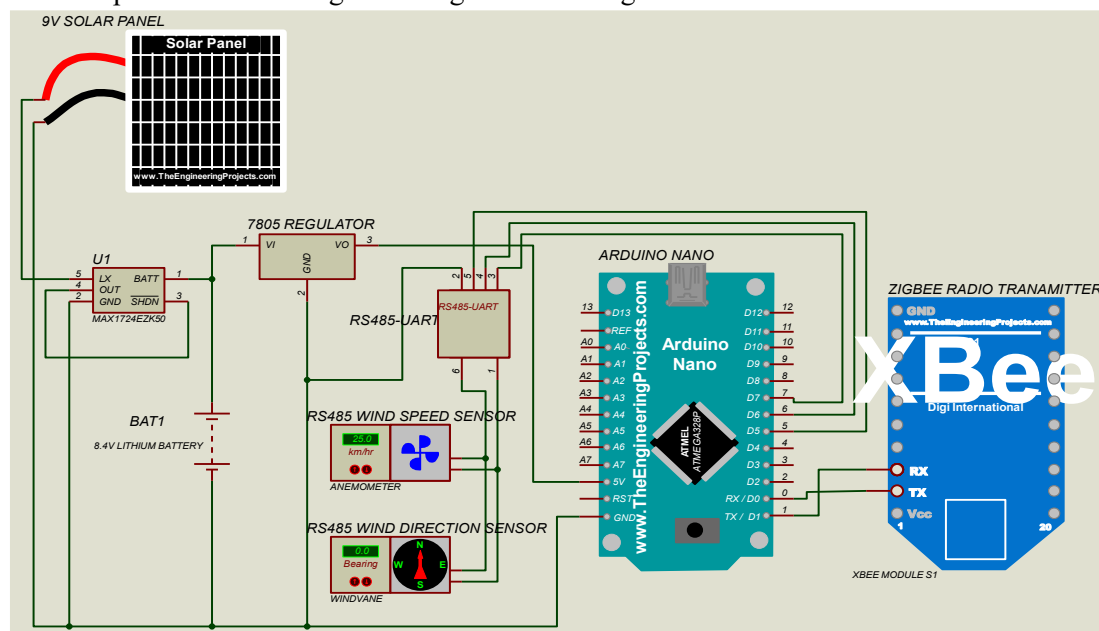 9V SOLAR PANEL
Solar Panel
www.TheEngineeringProjects.com
7805 REGULATOR
1
VI
VO
3
GND
2
U1
5
LX
BATT
1
4
OUT
2
GND
SHDN
3
MAX1724EZK50
BAT1
8.4V LITHIUM BATTERY
2
5
4
3
RS485-UART
RS485-UART
6
1
RS485 WIND SPEED SENSOR
25.0
km/hr
ANEMOMETER
RS485 WIND DIRECTION SENSOR
0.0
Bearing
N
W
E
S
WINDVANE
ARDUINO NANO
www.TheEngineeringProjects.com
Arduino
Nano
ATMEL
ATMEGA328P
13
D13
REF
A0
A0
A1
A1
A2
A2
A3
A3
A4
A4
A5
A5
A6
A6
A7
A7
5V
RST
GND
D12
12
D11
11
D10
10
D9
9
D8
8
D7
7
D6
6
D5
5
D4
4
D3
3
D2
2
RX / D0
0
TX / D1
1
ZIGBEE RADIO TRANAMITTER
GND
www.TheEngineeringProjects.com
XBee
Digi International
RX
TX
Vcc
1
20
XBEE MODULE S1